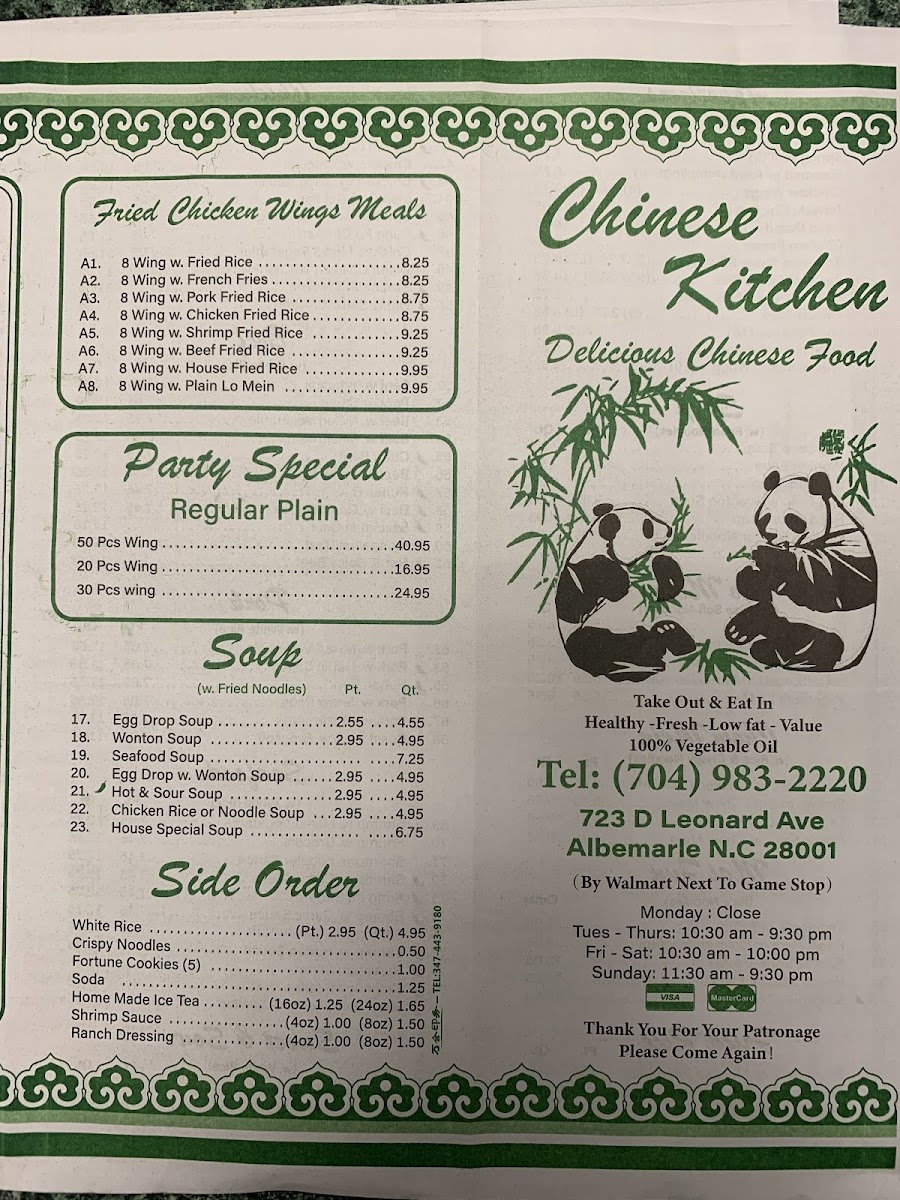 Fried Chicken Wings Meals
A1. 8 Wing w. Fried Rice ....................8.25
A2. 8 Wing w. French Fries ..................8.25
A3. 8 Wing w. Pork Fried Rice ...............8.75
A4. 8 Wing w. Chicken Fried Rice ............8.75
A5. 8 Wing w. Shrimp Fried Rice .............9.25
A6. 8 Wing w. Beef Fried Rice ...............9.25
A7. 8 Wing w. House Fried Rice ..............9.95
A8. 8 Wing w. Plain Lo Mein .................9.95
Party Special
Regular Plain
50 Pcs Wing .................................40.95
20 Pcs Wing .................................16.95
30 Pcs wing .................................24.95
Soup
(w. Fried Noodles) Pt. Qt.
17. Egg Drop Soup .................2.55 ....4.55
18. Wonton Soup ..................2.95 ....4.95
19. Seafood Soup ...................... ....7.25
20. Egg Drop w. Wonton Soup ......2.95 ....4.95
21. Hot & Sour Soup ...............2.95 ....4.95
22. Chicken Rice or Noodle Soup ...2.95 ....4.95
23. House Special Soup ................ ....6.75
Side Order
White Rice .....................(Pt.) 2.95 (Qt.) 4.95
Crispy Noodles ................................0.50
Fortune Cookies (5) ...........................1.00
Soda ..........................................1.25
Home Made Ice Tea .........(16oz) 1.25 (24oz) 1.65
Shrimp Sauce .................(4oz) 1.00 (8oz) 1.50
Ranch Dressing ...............(4oz) 1.00 (8oz) 1.50
TEL:347-443-9180
Chinese
Kitchen
Delicious Chinese Food
Take Out & Eat In
Healthy -Fresh -Low fat - Value
100% Vegetable Oil
Tel: (704) 983-2220
723 D Leonard Ave
Albemarle N.C 28001
(By Walmart Next To Game Stop)
Monday : Close
Tues - Thurs: 10:30 am - 9:30 pm
Fri - Sat: 10:30 am - 10:00 pm
Sunday: 11:30 am - 9:30 pm
VISA MasterCard
Thank You For Your Patronage
Please Come Again!